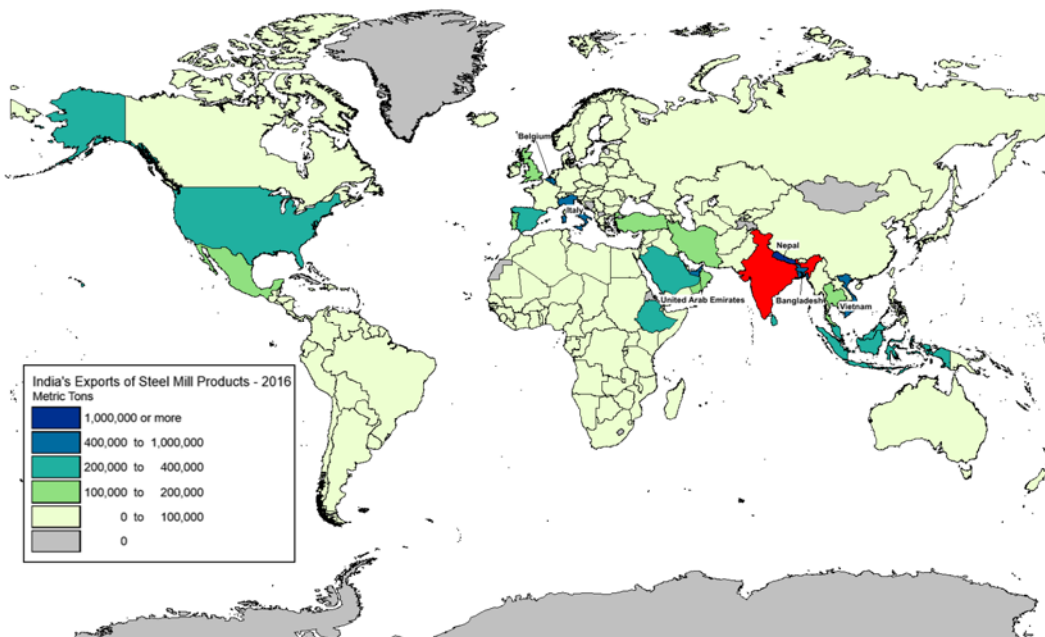 Belgium
Italy
Nepal
United Arab Emirates
Bangladesh
Vietnam
India's Exports of Steel Mill Products - 2016
Metric Tons
1,000,000 or more
400,000 to 1,000,000
200,000 to 400,000
100,000 to 200,000
0 to 100,000
0